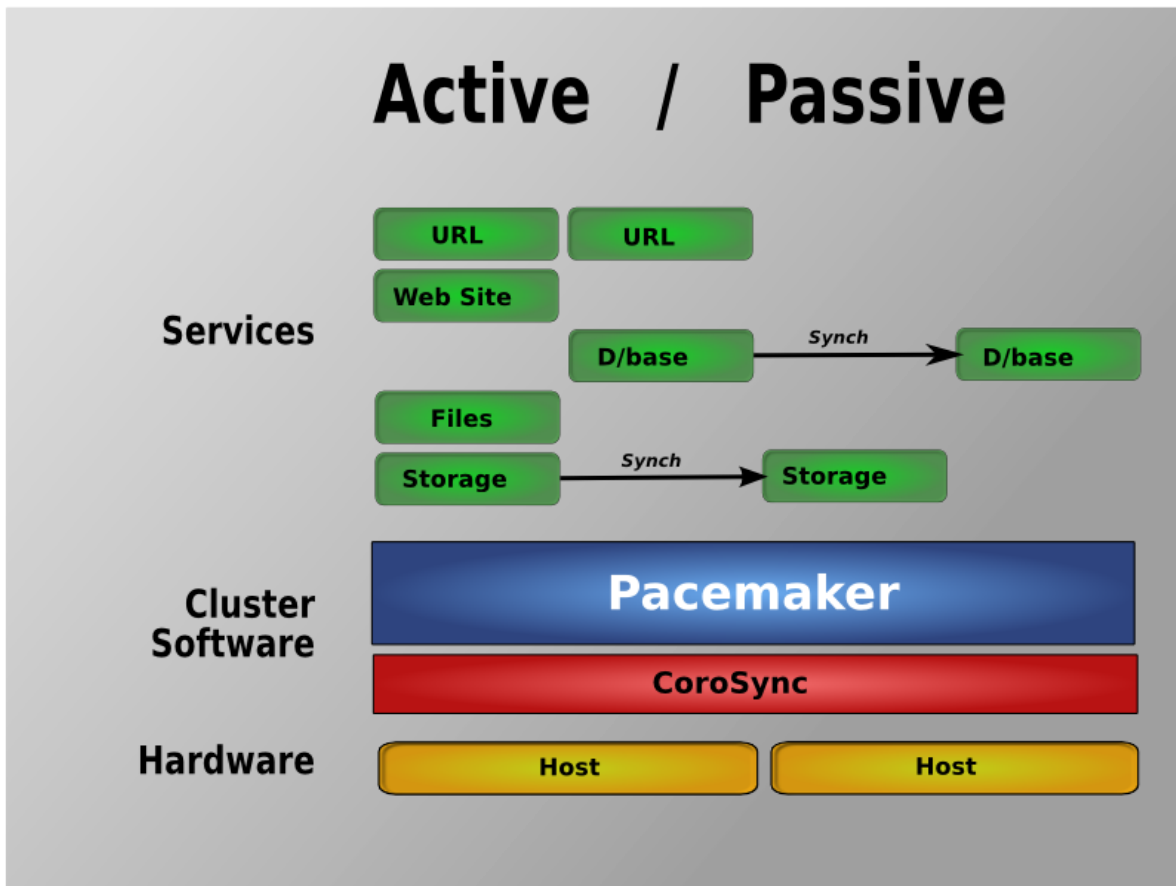 Active / Passive
URL
URL
Web Site
Services
D/base
Synch
D/base
Files
Storage
Synch
Storage
Cluster
Software
Pacemaker
CoroSync
Hardware
Host
Host